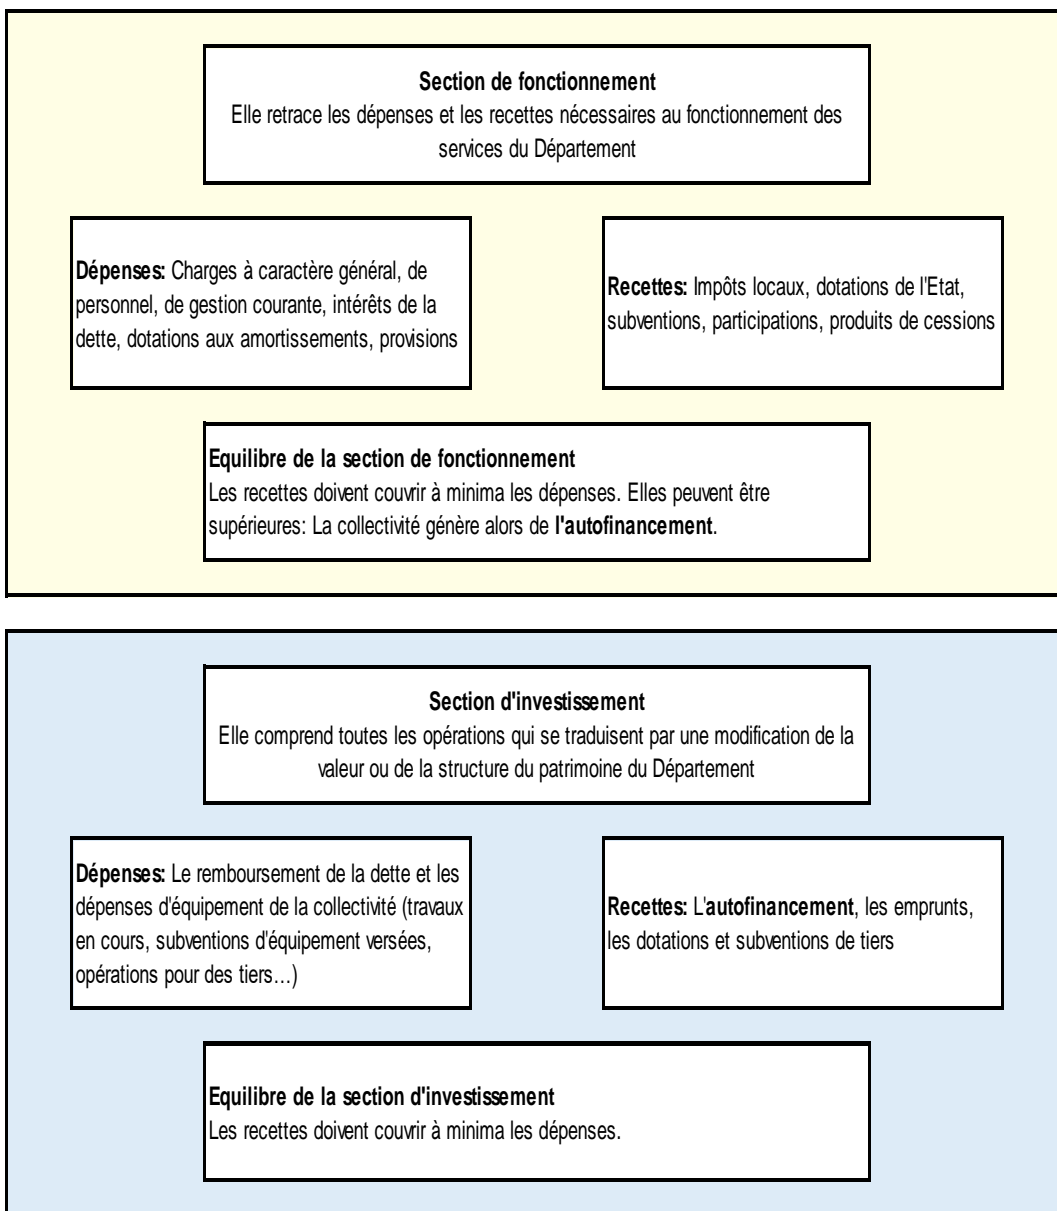 Section de fonctionnement
Elle retrace les dépenses et les recettes nécessaires au fonctionnement des
services du Département
Dépenses: Charges à caractère général, de
personnel, de gestion courante, intérêts de la
dette, dotations aux amortissements, provisions
Recettes: Impôts locaux, dotations de l'Etat,
subventions, participations, produits de cessions
Equilibre de la section de fonctionnement
Les recettes doivent couvrir à minima les dépenses. Elles peuvent être
supérieures: La collectivité génère alors de l'autofinancement.
Section d'investissement
Elle comprend toutes les opérations qui se traduisent par une modification de la
valeur ou de la structure du patrimoine du Département
Dépenses: Le remboursement de la dette et les
dépenses d'équipement de la collectivité (travaux
en cours, subventions d'équipement versées,
opérations pour des tiers…)
Recettes: L'autofinancement, les emprunts,
les dotations et subventions de tiers
Equilibre de la section d'investissement
Les recettes doivent couvrir à minima les dépenses.